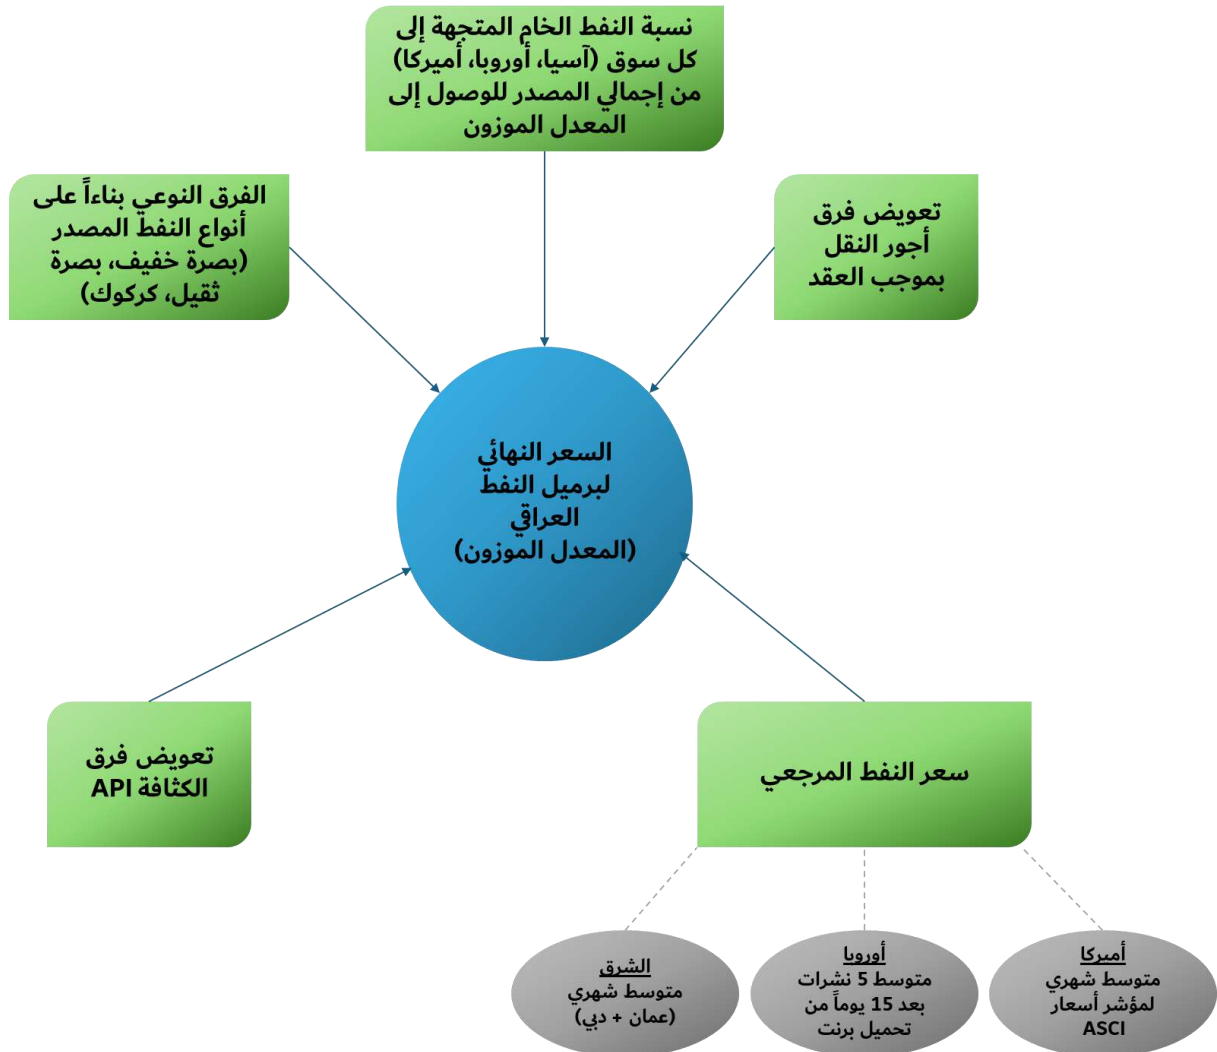 نسبة النفط الخام المتجهة إلى
كل سوق (آسيا، أوروبا، أميركا)
من إجمالي المصدر للوصول إلى
المعدل الموزون
تعويض فرق
أجور النقل
بموجب العقد
الفرق النوعي بناءاً على
أنواع النفط المصدر
(بصرة خفيف، بصرة
ثقيل، كركوك)
السعر النهائي
لبرميل النفط
العراقي
(المعدل الموزون)
سعر النفط المرجعي
تعويض فرق
الكثافة API
أميركا
متوسط شهري
لمؤشر أسعار
ASCI
أوروبا
متوسط 5 نشرات
بعد 15 يوماً من
تحميل برنت
الشرق
متوسط شهري
(عمان + دبي)